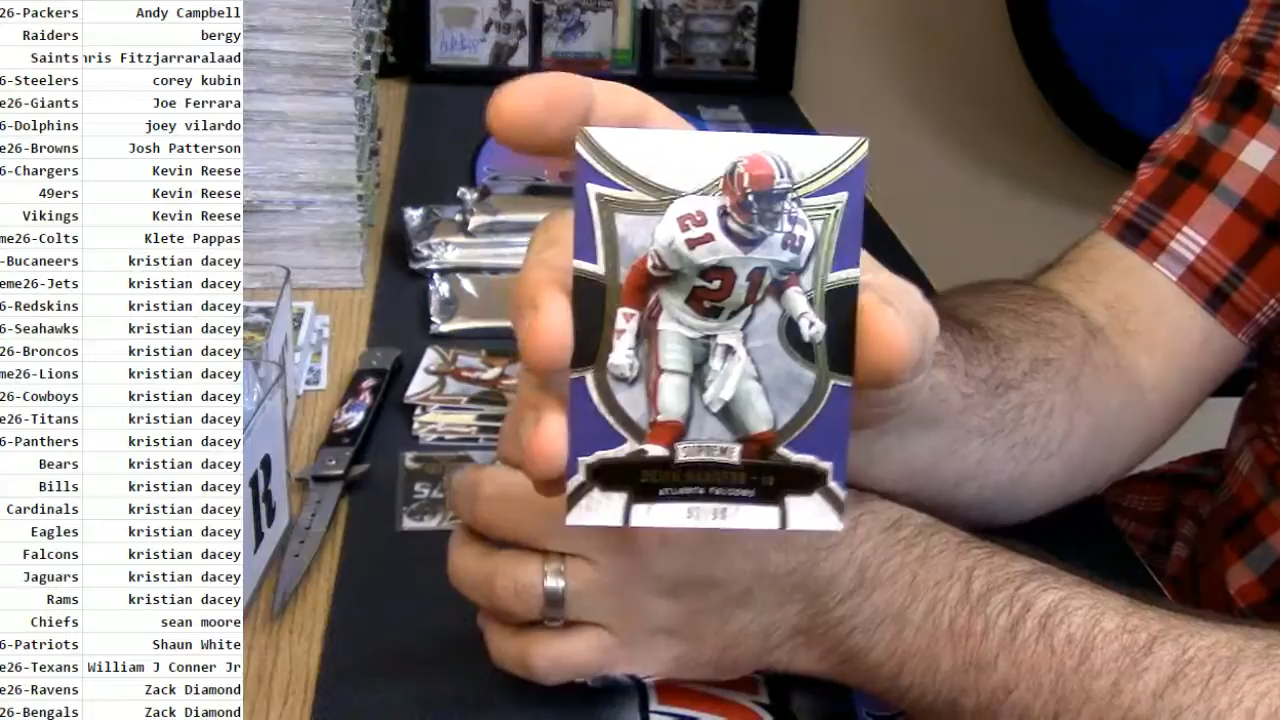 26-Packers Andy Campbell
Raiders bergy
Saints ris Fitzjarraralaad
6-Steelers corey kubin
e26-Giants Joe Ferrara
6-Dolphins joey vilardo
e26-Browns Josh Patterson
6-Chargers Kevin Reese
49ers Kevin Reese
Vikings Kevin Reese
me26-Colts Klete Pappas
-Bucaneers kristian dacey
eme26-Jets kristian dacey
6-Redskins kristian dacey
6-Seahawks kristian dacey
26-Broncos kristian dacey
me26-Lions kristian dacey
26-Cowboys kristian dacey
26-Titans kristian dacey
6-Panthers kristian dacey
Bears kristian dacey
Bills kristian dacey
Cardinals kristian dacey
Eagles kristian dacey
Falcons kristian dacey
Jaguars kristian dacey
Rams kristian dacey
Chiefs sean moore
6-Patriots Shaun White
e26-Texans William J Conner Jr
e26-Ravens Zack Diamond
26-Bengals Zack Diamond
21
21
21
SUPREME
ATLANTA FALCONS
R
75